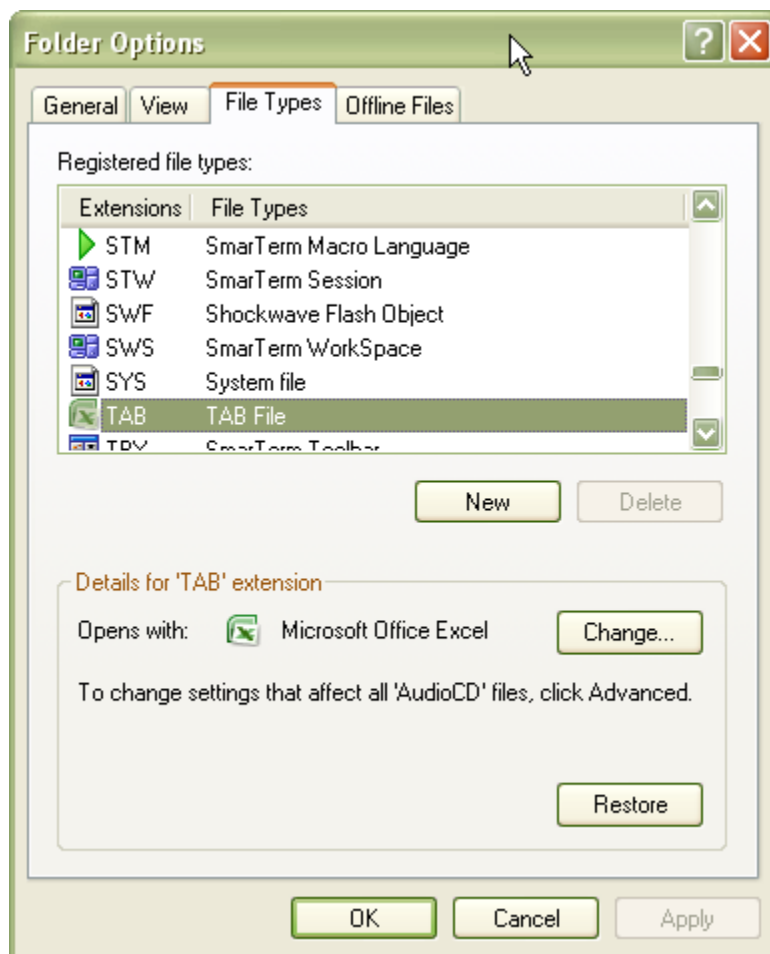 Folder Options
General View File Types Offline Files
Registered file types:
Extensions File Types
STM SmarTerm Macro Language
STW SmarTerm Session
SWF Shockwave Flash Object
SWS SmarTerm WorkSpace
SYS System file
TAB TAB File
TBY SmarTerm Toolbar
New Delete
Details for 'TAB' extension
Opens with: Microsoft Office Excel Change...
To change settings that affect all 'AudioCD' files, click Advanced.
Restore
OK Cancel Apply